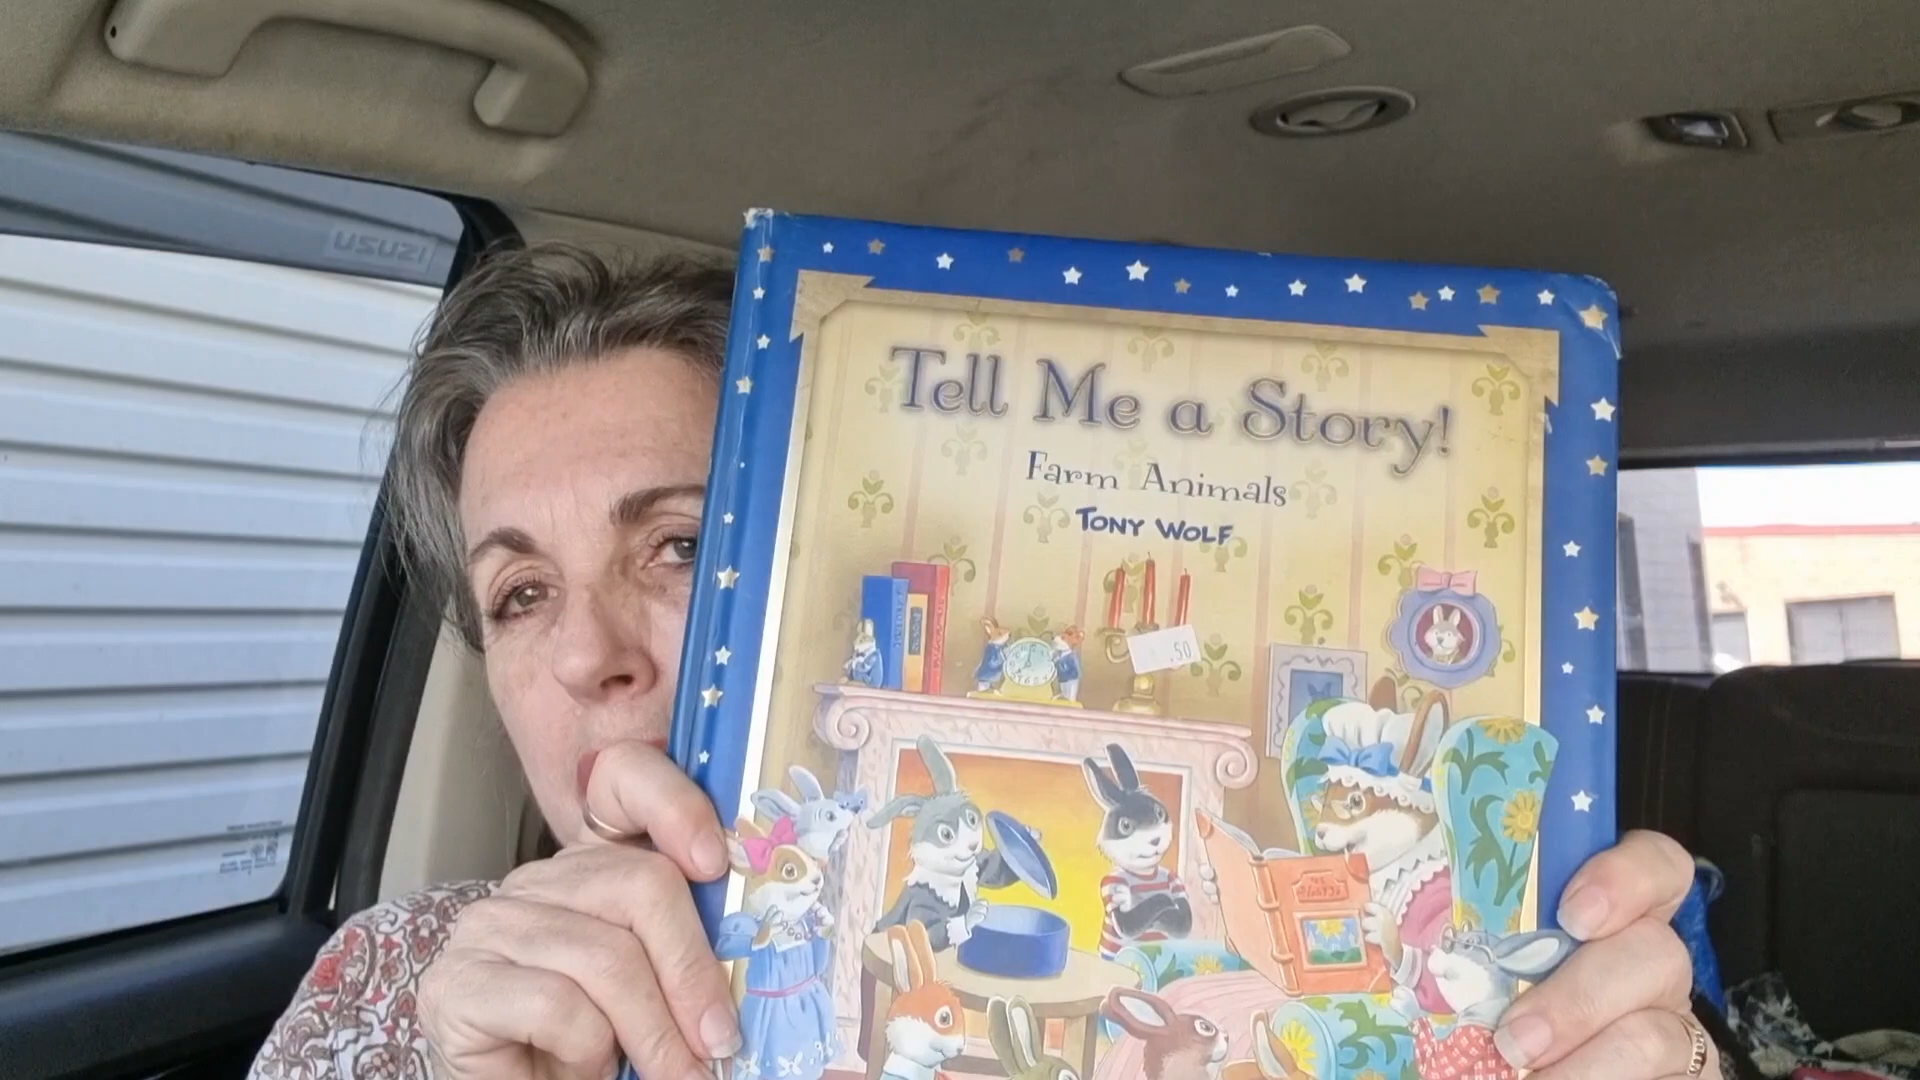 ISUZU
Tell Me a Story!
Farm Animals
TONY WOLF
.50